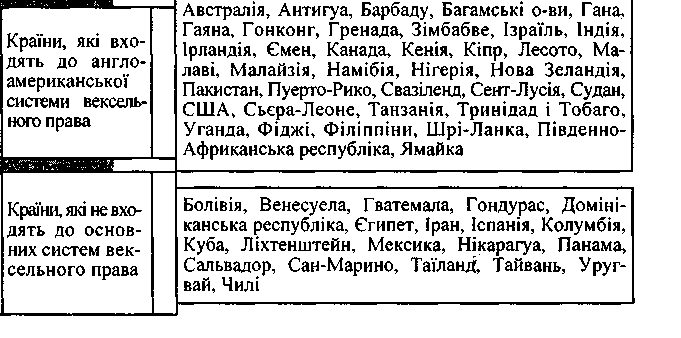 Країни, які вхо-
дять до англо-
американської
системи вексель-
ного права
Австралія, Антигуа, Барбаду, Багамські о-ви, Гана,
Гаяна, Гонконг, Гренада, Зімбабве, Ізраїль, Індія,
Ірландія, Ємен, Канада, Кенія, Кіпр, Лесото, Ма-
лаві, Малайзія, Намібія, Нігерія, Нова Зеландія,
Пакистан, Пуерто-Рико, Свазіленд, Сент-Лусія, Судан,
США, Сьєра-Леоне, Танзанія, Тринідад і Тобаго,
Уганда, Фіджі, Філіппіни, Шрі-Ланка, Південно-
Африканська республіка, Ямайка
Країни, які не вхо-
дять до основ-
них систем век-
сельного права
Болівія, Венесуела, Гватемала, Гондурас, Доміні-
канська республіка, Єгипет, Іран, Іспанія, Колумбія,
Куба, Ліхтенштейн, Мексика, Нікарагуа, Панама,
Сальвадор, Сан-Марино, Таїланд, Тайвань, Уруг-
вай, Чилі